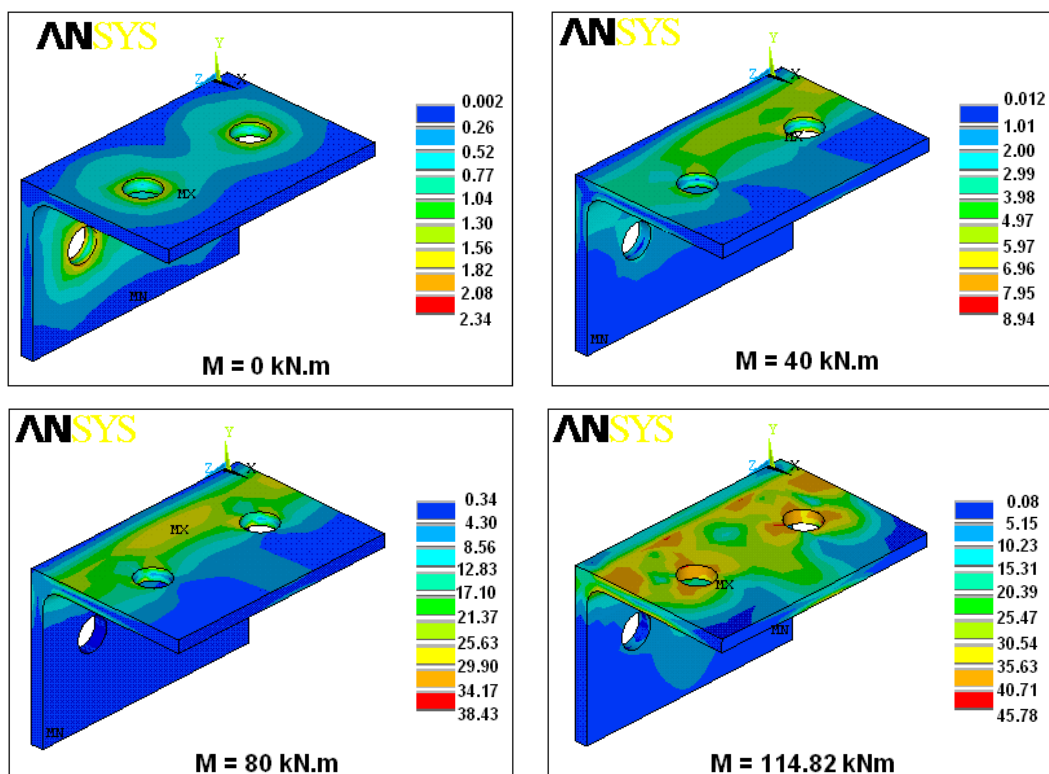 ANSYS
Y
Z
X
MX
MN
0.002
0.26
0.52
0.77
1.04
1.30
1.56
1.82
2.08
2.34
M = 0 kN.m
ANSYS
Y
Z
X
MX
MN
0.012
1.01
2.00
2.99
3.98
4.97
5.97
6.96
7.95
8.94
M = 40 kN.m
ANSYS
Y
Z
X
MX
MN
0.34
4.30
8.56
12.83
17.10
21.37
25.63
29.90
34.17
38.43
M = 80 kN.m
ANSYS
Y
Z
X
MX
MN
0.08
5.15
10.23
15.31
20.39
25.47
30.54
35.63
40.71
45.78
M = 114.82 kNm